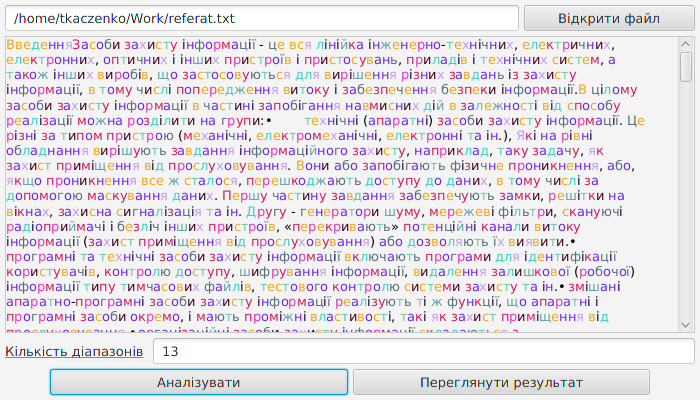 /home/tkaczenko/Work/referat.txt
Відкрити файл
ВведенняЗасоби захисту інформації - це вся лінійка інженерно-технічних, електричних,
електронних, оптичних і інших пристроїв і пристосувань, приладів і технічних систем, а
також інших виробів, що застосовуються для вирішення різних завдань із захисту
інформації, в тому числі попередження витоку і забезпечення безпеки інформації.В цілому
засоби захисту інформації в частині запобігання навмисних дій в залежності від способу
реалізації можна розділити на групи:• технічні (апаратні) засоби захисту інформації. Це
різні за типом пристрою (механічні, електромеханічні, електронні та ін.), Які на рівні
обладнання вирішують завдання інформаційного захисту, наприклад, таку задачу, як
захист приміщення від прослуховування. Вони або запобігають фізичне проникнення, або,
якщо проникнення все ж сталося, перешкоджають доступу до даних, в тому числі за
допомогою маскування даних. Першу частину завдання забезпечують замки, решітки на
вікнах, захисна сигналізація та ін. Другу - генератори шуму, мережеві фільтри, скануючі
радіоприймачі і безліч інших пристроїв, «перекривають» потенційні канали витоку
інформації (захист приміщення від прослуховування) або дозволяють їх виявити.•
програмні та технічні засоби захисту інформації включають програми для ідентифікації
користувачів, контролю доступу, шифрування інформації, видалення залишкової (робочої)
інформації типу тимчасових файлів, тестового контролю системи захисту та ін.• змішані
апаратно-програмні засоби захисту інформації реалізують ті ж функції, що апаратні і
програмні засоби окремо, і мають проміжні властивості, такі як захист приміщення від
прослуховування.•організаційні засоби захисту інформації складаються з
Кількість діапазонів
13
Аналізувати
Переглянути результат